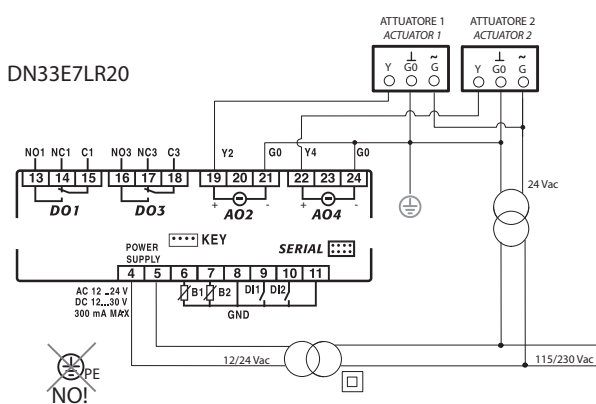 ATTUATORE 1 ATTUATORE 2
ACTUATOR 1 ACTUATOR 2
Y G0 G Y G0 G
⊥ ~ ⊥ ~
DN33E7LR20
NO1 NC1 C1 NO3 NC3 C3 Y2 G0 Y4 G0
13 14 15 16 17 18 19 20 21 22 23 24
+ - + -
DO1 DO3 AO2 AO4
24 Vac
KEY
POWER SUPPLY
SERIAL
4 5 6 7 8 9 10 11
AC 12 ..24 V
DC 12...30 V
300 mA MAX
B1 B2 DI1 DI2
GND
12/24 Vac 115/230 Vac
PE
NO!